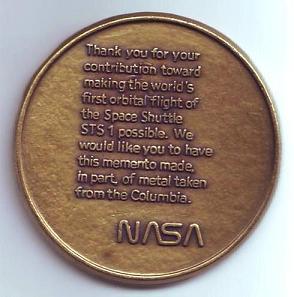 Thank you for your
contribution toward
making the world's
first orbital flight of
the Space Shuttle
STS 1 possible. We
would like you to have
this memento made,
in part, of metal taken
from the Columbia.
NASA